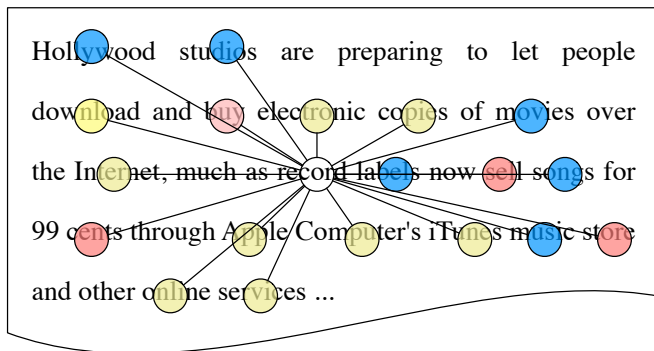 Hollywood studios are preparing to let people
download and buy electronic copies of movies over
the Internet, much as record labels now sell songs for
99 cents through Apple Computer's iTunes music store
and other online services ...